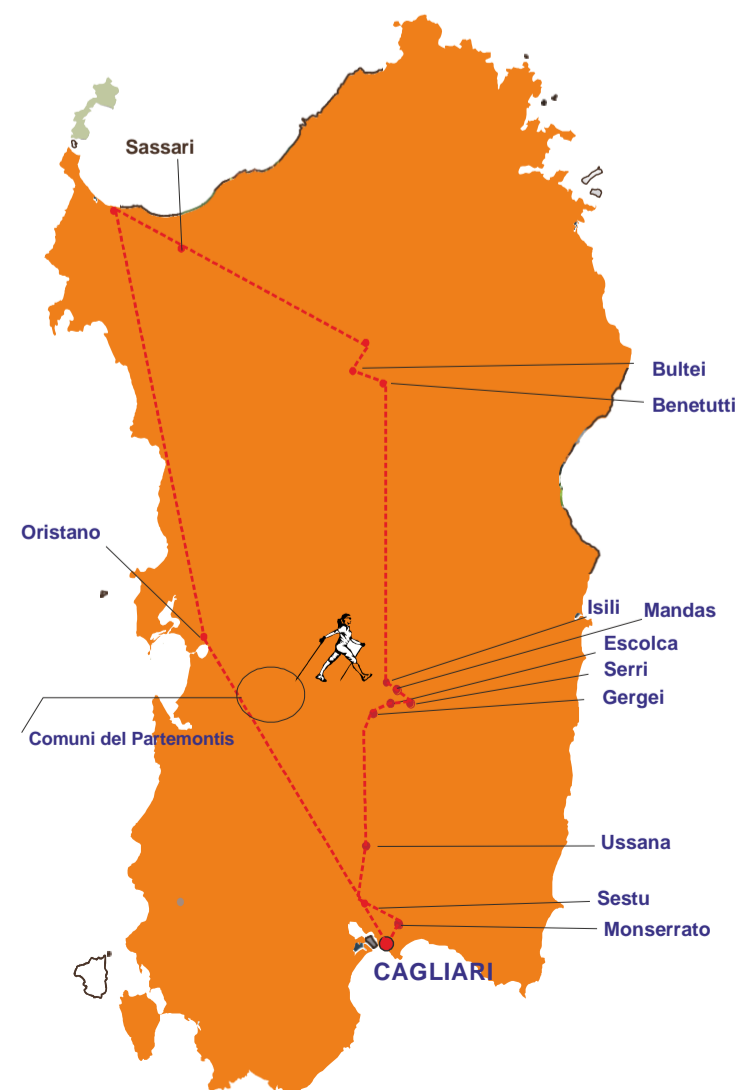 Sassari
Bultei
Benetutti
Oristano
Isili
Mandas
Escolca
Serri
Gergei
Comuni del Partemontis
Ussana
Sestu
Monserrato
CAGLIARI